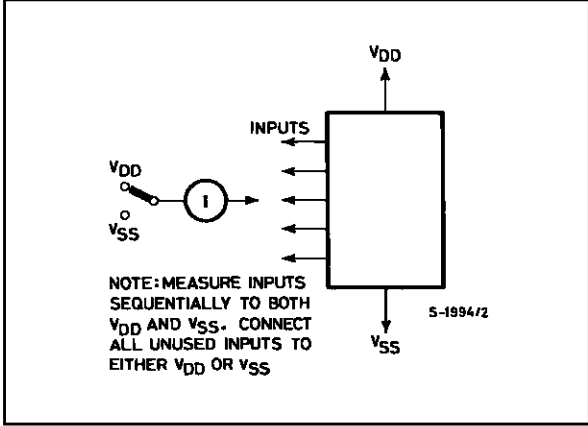 VDD
INPUTS
VDD
I
VSS
NOTE: MEASURE INPUTS
SEQUENTIALLY TO BOTH
VDD AND VSS. CONNECT
ALL UNUSED INPUTS TO
EITHER VDD OR VSS
S-1994/2
VSS